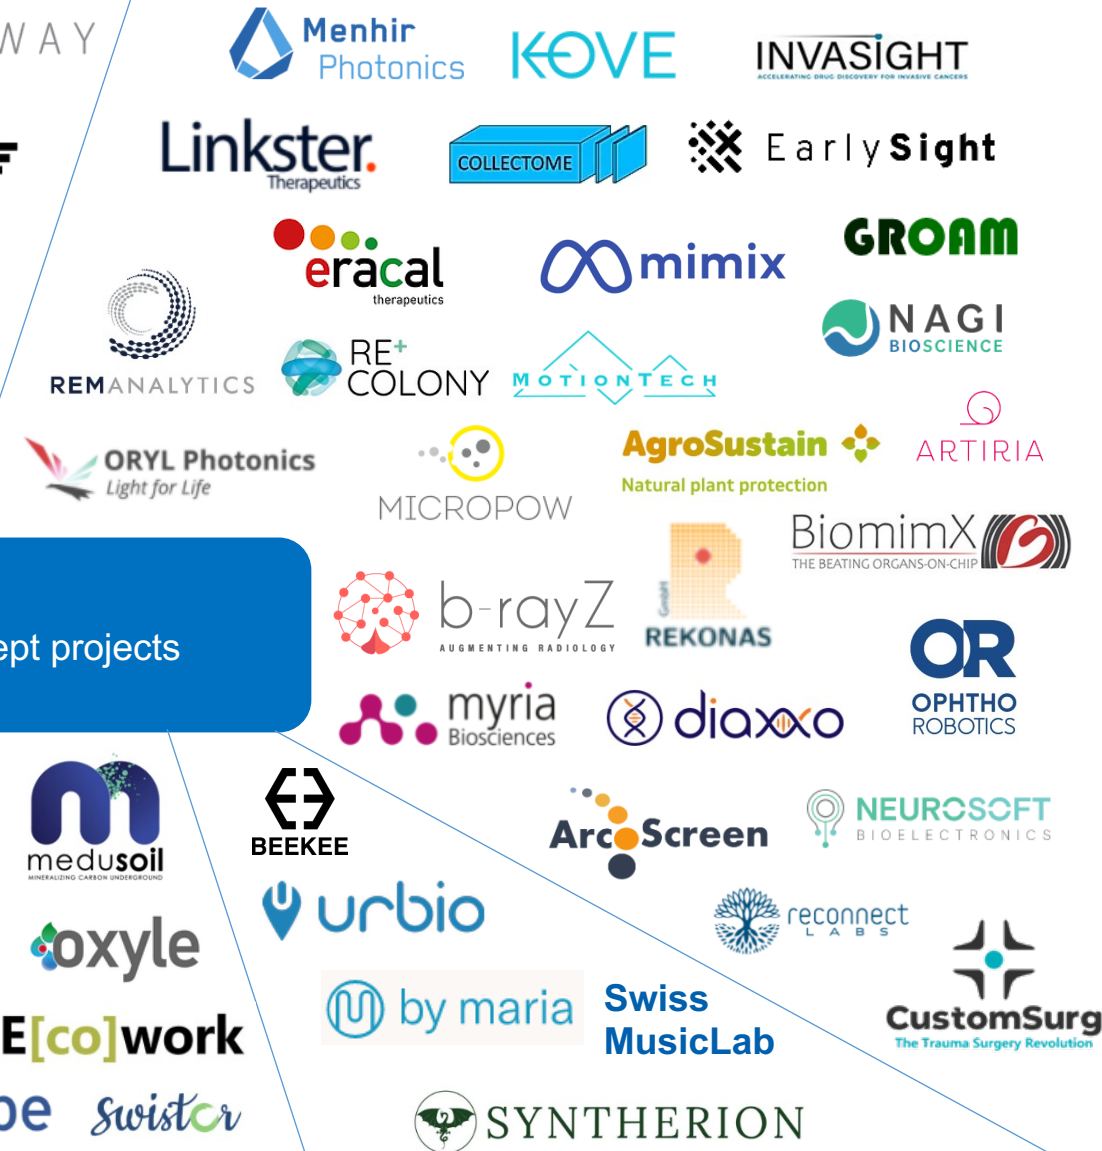 WAY
Menhir
Photonics
KOVE
INVASIGHT
ACCELERATING DRUG DISCOVERY FOR INVASIVE CANCERS
Linkster.
Therapeutics
COLLECTOME
EarlySight
eracal
therapeutics
mimix
GROAM
NAGI
BIOSCIENCE
REMANALYTICS
RE+
COLONY
MOTIONTECH
ORYL Photonics
Light for Life
MICROPOW
AgroSustain
Natural plant protection
ARTIRIA
BiomimX
THE BEATING ORGANS-ON-CHIP
ept projects
b-rayZ
AUGMENTING RADIOLOGY
GmbH
REKONAS
OR
OPHTHO
ROBOTICS
myria
Biosciences
diaxxo
medusoil
MINERALIZING CARBON UNDERGROUND
BEEKEE
ArcoScreen
NEUROSOFT
BIOELECTRONICS
urbio
reconnect
LABS
oxyle
by maria
Swiss
MusicLab
CustomSurg
The Trauma Surgery Revolution
E[co]work
be
swistor
SYNTHERION